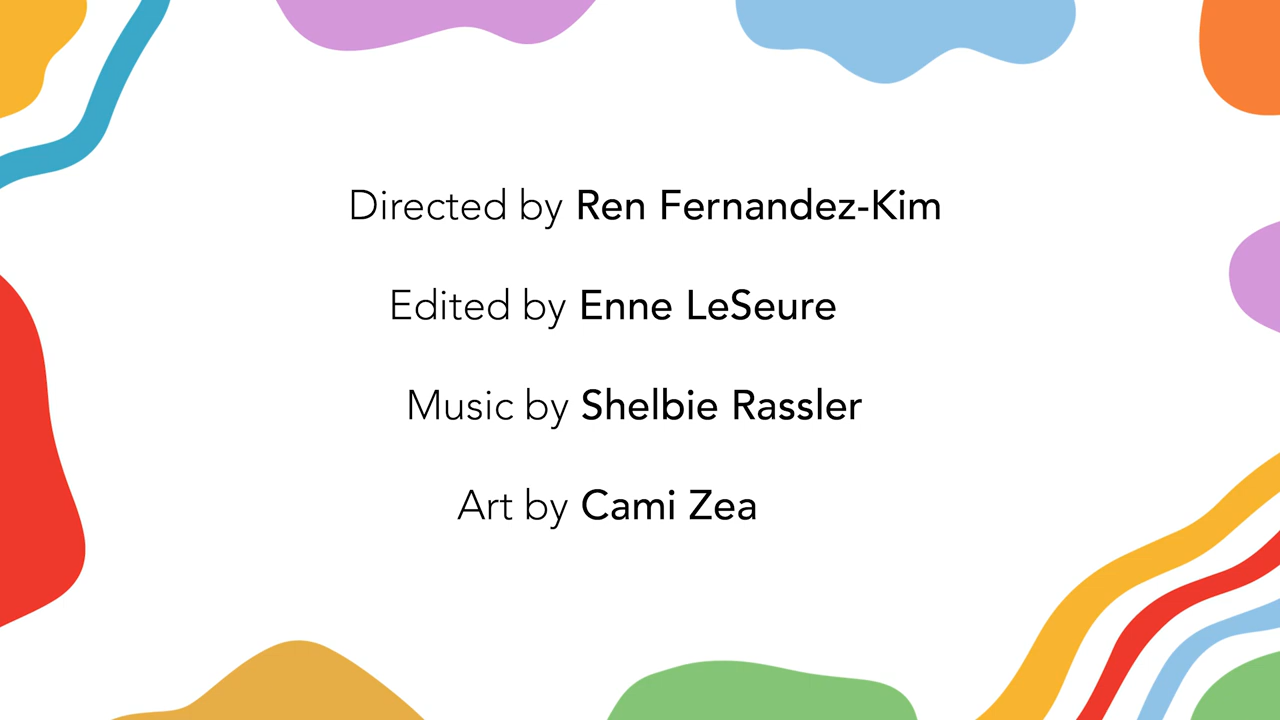 Directed by Ren Fernandez-Kim
Edited by Enne LeSeure
Music by Shelbie Rassler
Art by Cami Zea